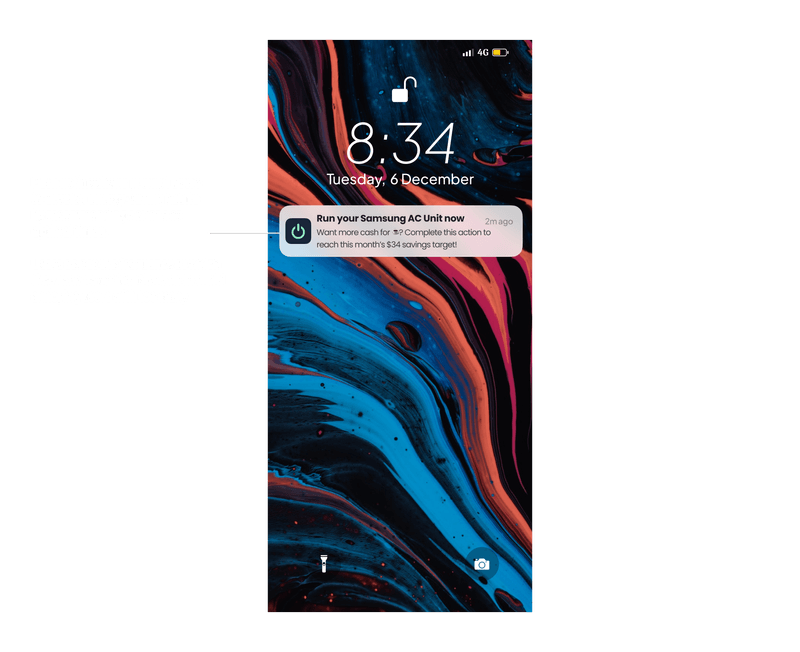 4G
8:34
Tuesday, 6 December
Run your Samsung AC Unit now
2m ago
Want more cash for ? Complete this action to
reach this month's $34 savings target!